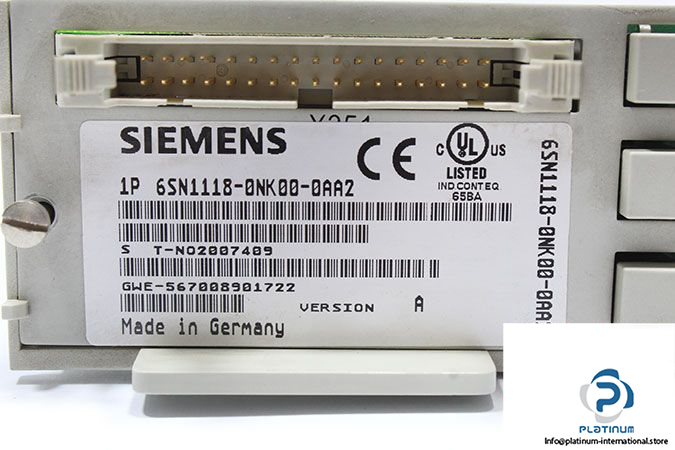 X351
SIEMENS
CE
C UL US
LISTED
IND CONT EQ
65BA
1P 6SN1118-0NK00-0AA2
S T-N02007409
GWE-567008901722
VERSION A
Made in Germany
6SN1118-0NK00-0AA
PLATINUM
info@platinum-international.store